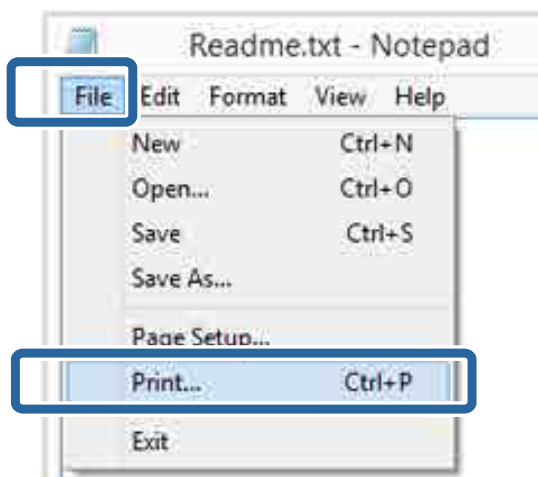 Readme.txt - Notepad
File Edit Format View Help
New Ctrl+N
Open... Ctrl+O
Save Ctrl+S
Save As...
Page Setup...
Print... Ctrl+P
Exit